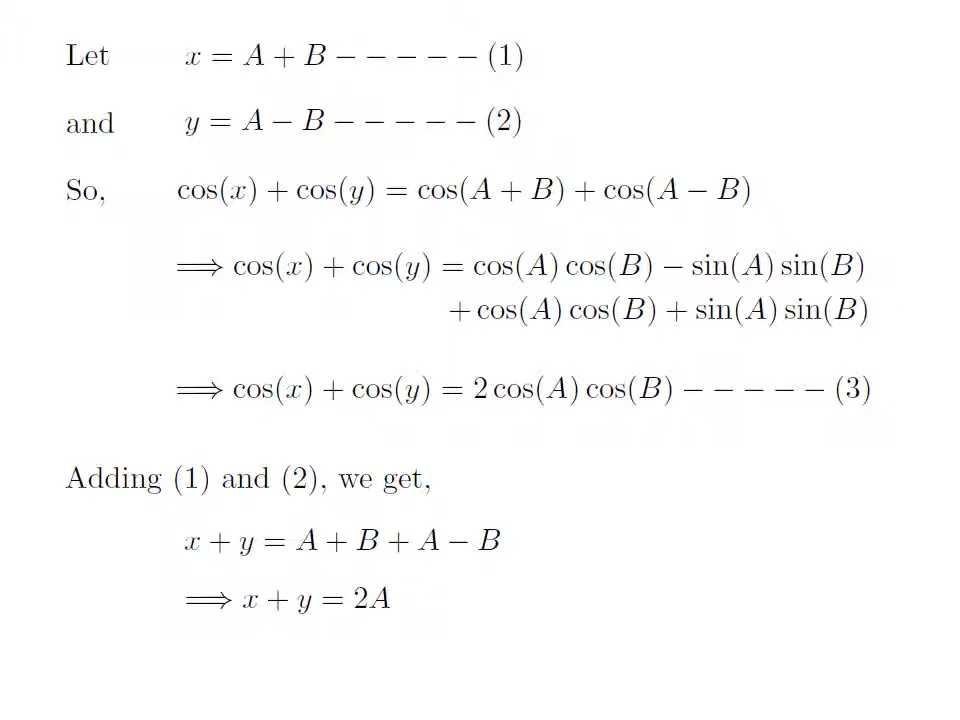 Let x = A + B − − − − − (1)
and y = A − B − − − − − (2)
So, cos(x) + cos(y) = cos(A + B) + cos(A − B)
⟹ cos(x) + cos(y) = cos(A) cos(B) − sin(A) sin(B)
+ cos(A) cos(B) + sin(A) sin(B)
⟹ cos(x) + cos(y) = 2 cos(A) cos(B) − − − − − (3)
Adding (1) and (2), we get,
x + y = A + B + A − B
⟹ x + y = 2A